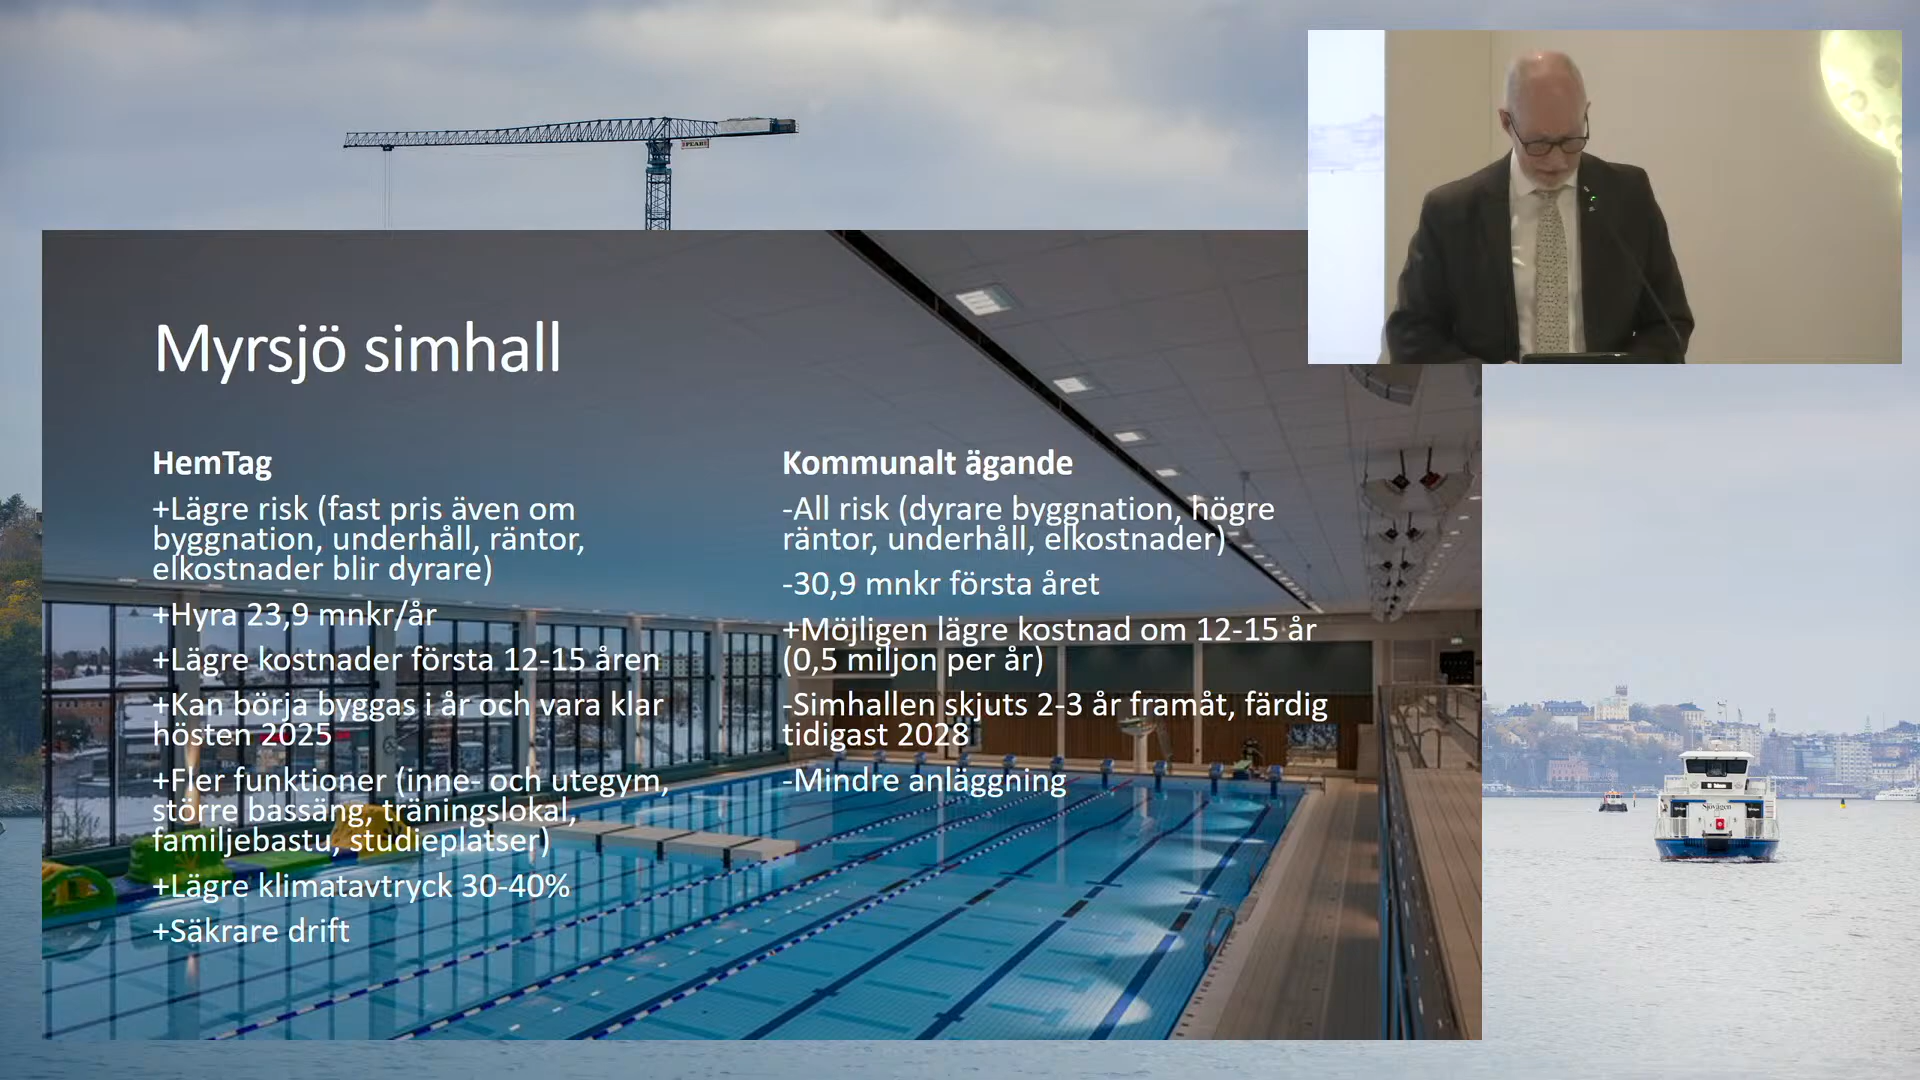 PEAB
Myrsjö simhall
HemTag
+Lägre risk (fast pris även om
byggnation, underhåll, räntor,
elkostnader blir dyrare)
+Hyra 23,9 mnkr/år
+Lägre kostnader första 12-15 åren
+Kan börja byggas i år och vara klar
hösten 2025
+Fler funktioner (inne- och utegym,
större bassäng, träningslokal,
familjebastu, studieplatser)
+Lägre klimatavtryck 30-40%
+Säkrare drift
Kommunalt ägande
-All risk (dyrare byggnation, högre
räntor, underhåll, elkostnader)
-30,9 mnkr första året
+Möjligen lägre kostnad om 12-15 år
(0,5 miljon per år)
-Simhallen skjuts 2-3 år framåt, färdig
tidigast 2028
-Mindre anläggning
Sjövägen